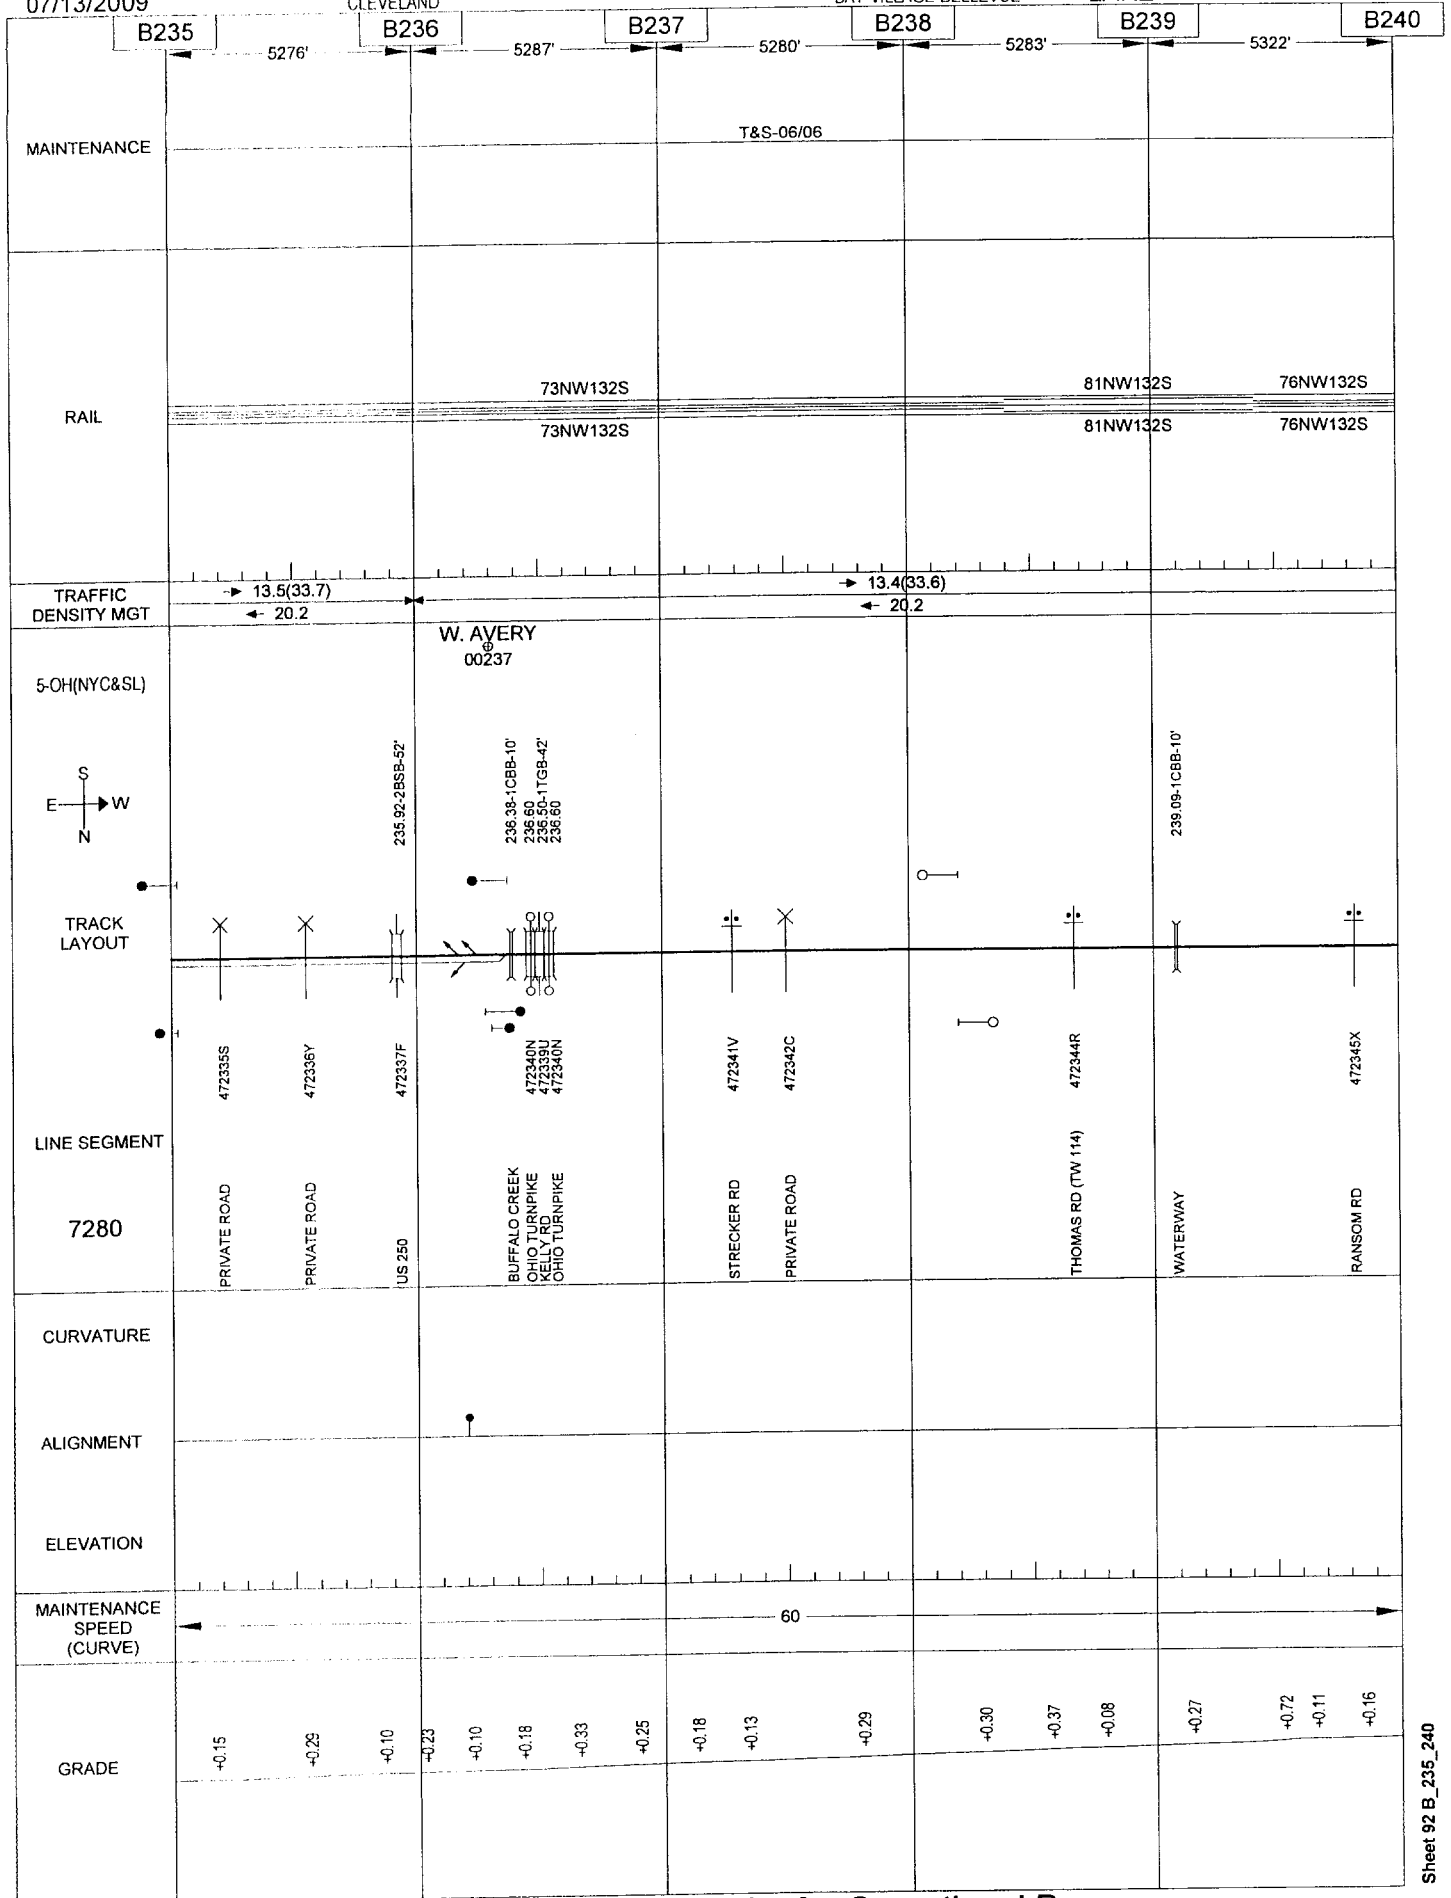 07/13/2009
CLEVELAND
B235
B236
B237
B238
B239
B240
5276'
5287'
5280'
5283'
5322'
MAINTENANCE
T&S-06/06
RAIL
73NW132S
81NW132S
76NW132S
73NW132S
81NW132S
76NW132S
TRAFFIC
DENSITY MGT
13.5(33.7)
20.2
13.4(33.6)
20.2
W. AVERY
00237
5-OH(NYC&SL)
S
E
W
N
235.92-2BSB-52'
236.38-1CBB-10'
236.60
236.50-1TGB-42'
236.60
239.09-1CBB-10'
TRACK
LAYOUT
472335S
472336Y
472337F
472340N
472339U
472340N
472341V
472342C
472344R
472345X
LINE SEGMENT
7280
PRIVATE ROAD
PRIVATE ROAD
US 250
BUFFALO CREEK
OHIO TURNPIKE
KELLY RD
OHIO TURNPIKE
STRECKER RD
PRIVATE ROAD
THOMAS RD (TW 114)
WATERWAY
RANSOM RD
CURVATURE
ALIGNMENT
ELEVATION
MAINTENANCE
SPEED
(CURVE)
60
GRADE
+0.15
+0.29
+0.10
+0.23
+0.10
+0.18
+0.33
+0.25
+0.18
+0.13
+0.29
+0.30
+0.37
+0.08
+0.27
+0.72
+0.11
+0.16
Sheet 92 B_235_240